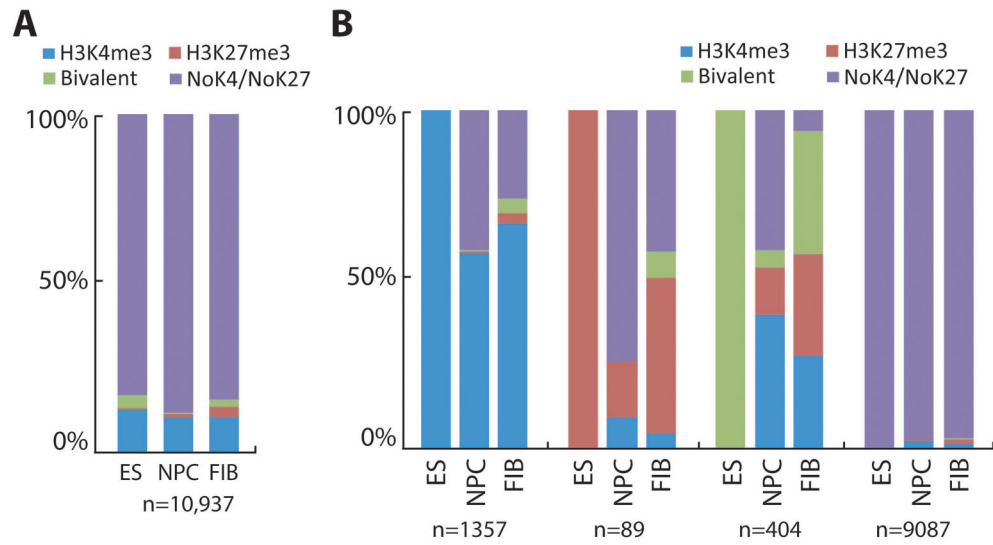 A
H3K4me3 H3K27me3
Bivalent NoK4/NoK27
100%
50%
0%
ES NPC FIB
n=10,937
B
H3K4me3 H3K27me3
Bivalent NoK4/NoK27
100%
50%
0%
ES NPC FIB ES NPC FIB ES NPC FIB ES NPC FIB
n=1357 n=89 n=404 n=9087